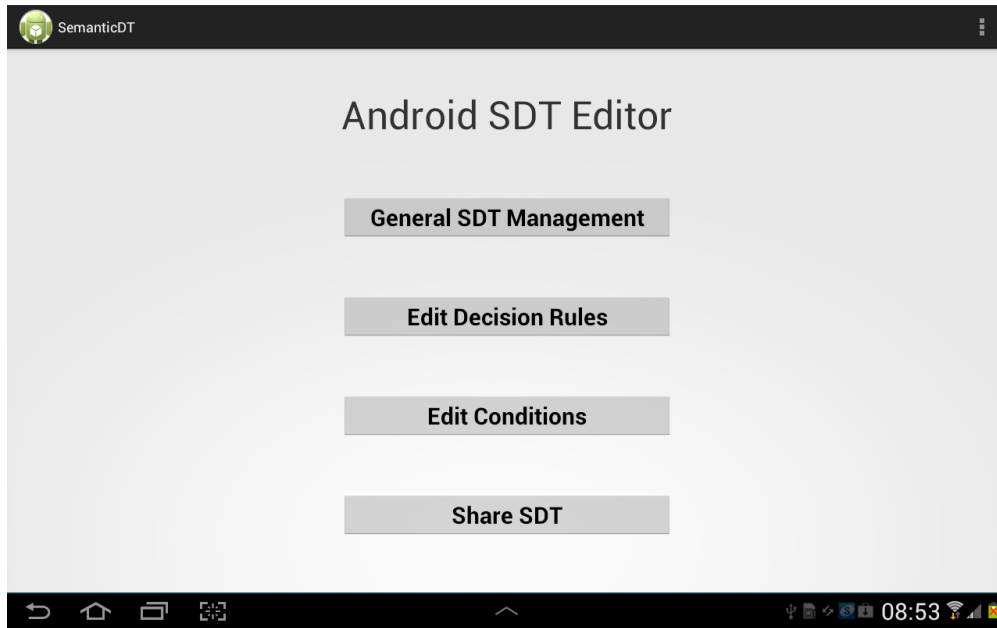 SemanticDT
Android SDT Editor
General SDT Management
Edit Decision Rules
Edit Conditions
Share SDT
08:53